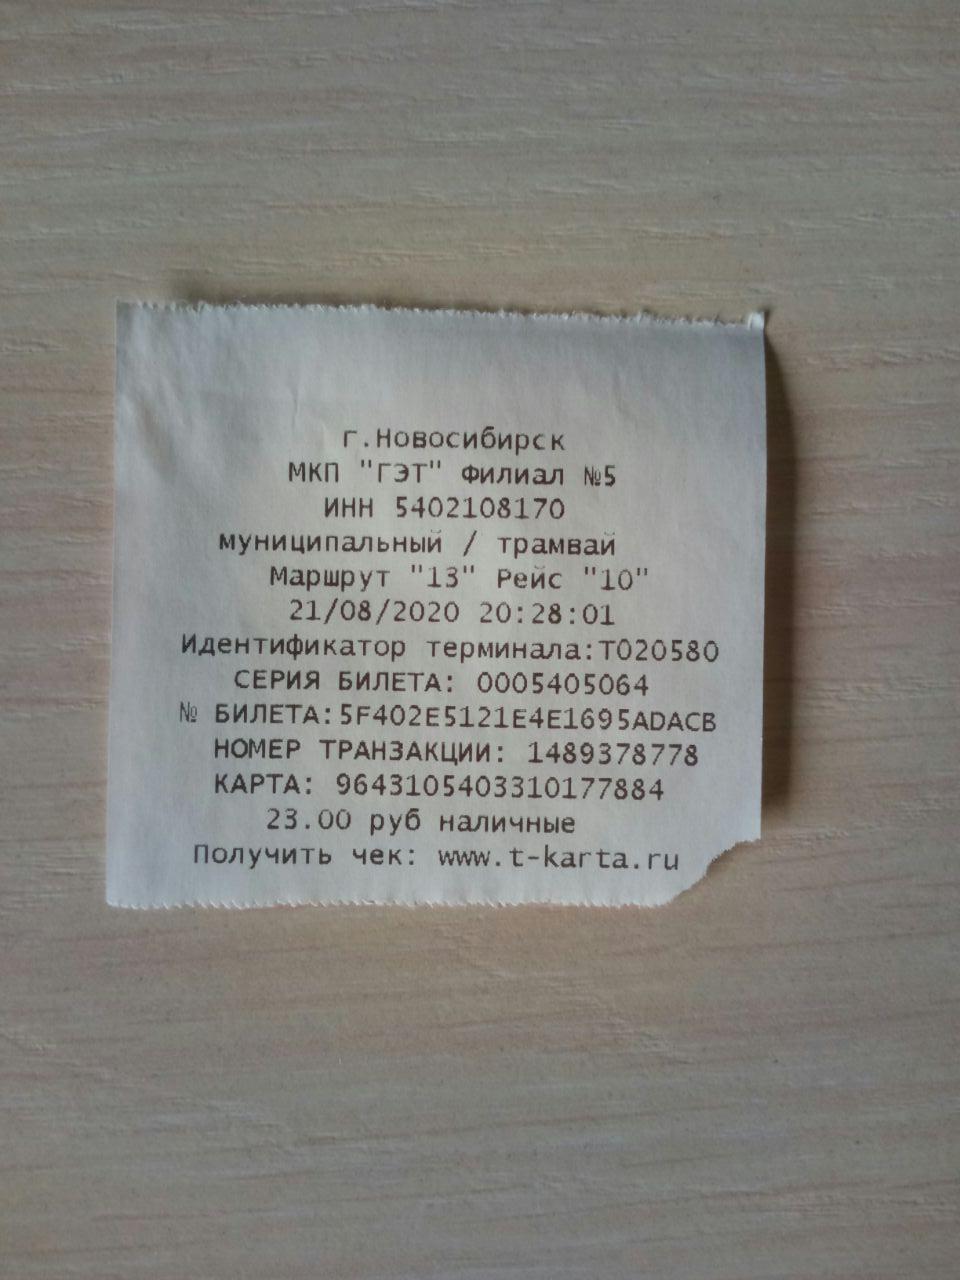 г.Новосибирск
МКП "ГЭТ" Филиал №5
ИНН 5402108170
муниципальный / трамвай
Маршрут "13" Рейс "10"
21/08/2020 20:28:01
Идентификатор терминала:T020580
СЕРИЯ БИЛЕТА: 0005405064
№ БИЛЕТА:5F402E5121E4E1695ADACB
НОМЕР ТРАНЗАКЦИИ: 1489378778
КАРТА: 9643105403310177884
23.00 руб наличные
Получить чек: www.t-karta.ru